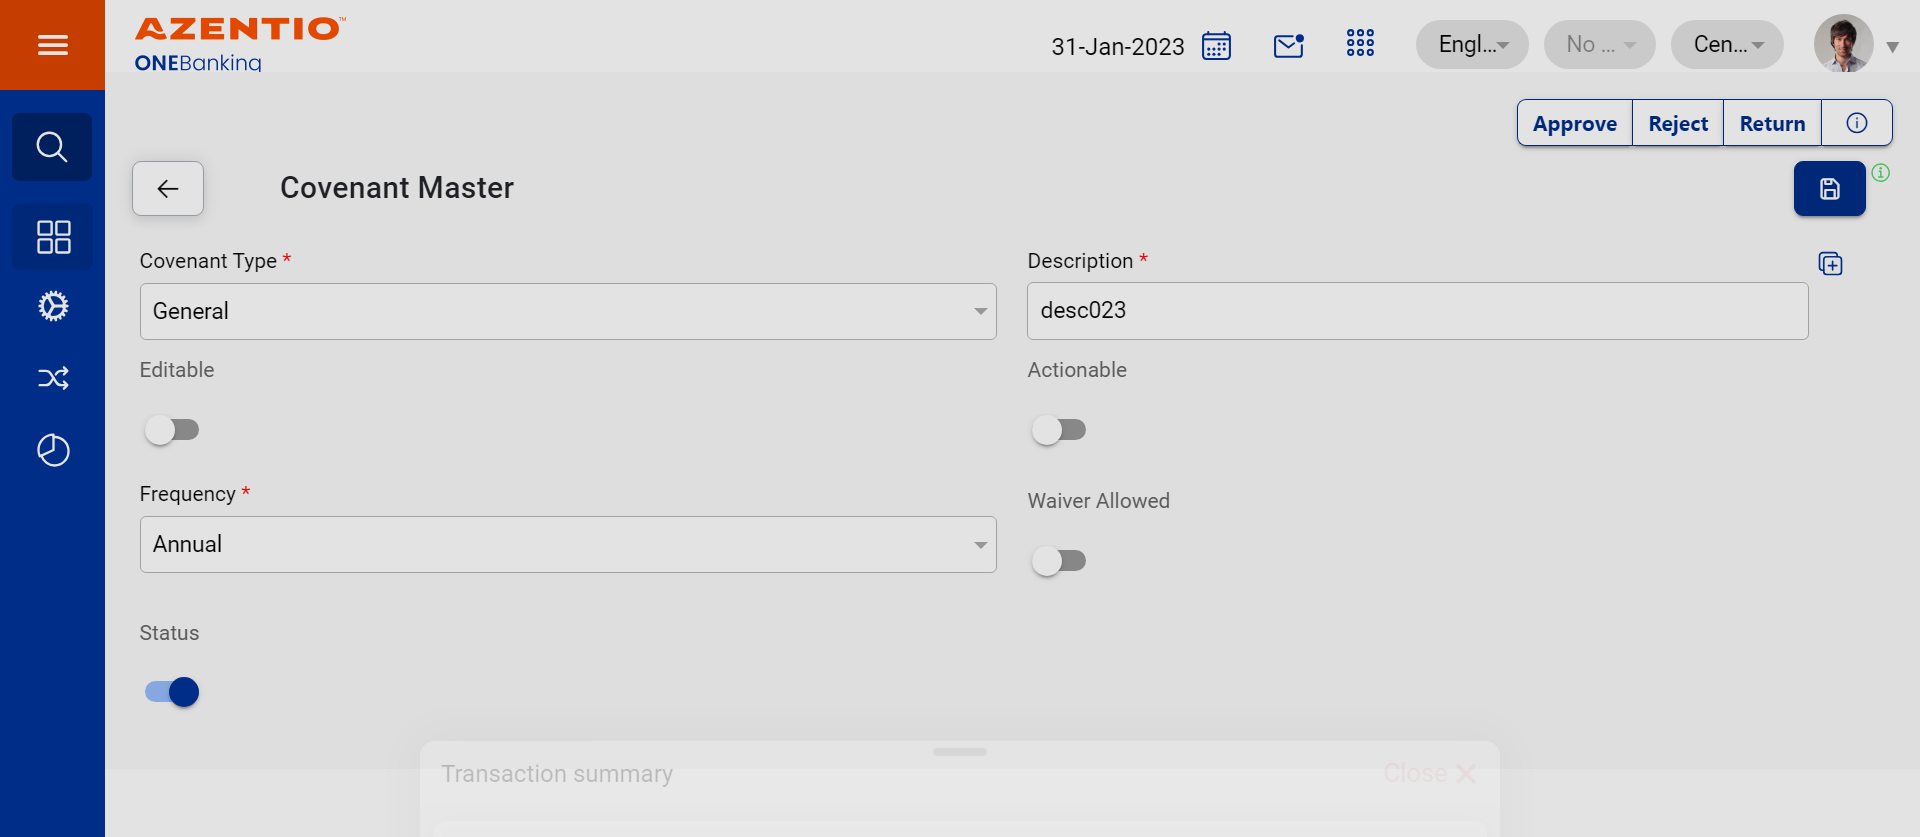 AZENTIO™
ONEBanking
31-Jan-2023
Engl...
No ...
Cen...
Approve
Reject
Return
Covenant Master
Covenant Type *
Description *
General
desc023
Editable
Actionable
Frequency *
Waiver Allowed
Annual
Status
Transaction summary
Close